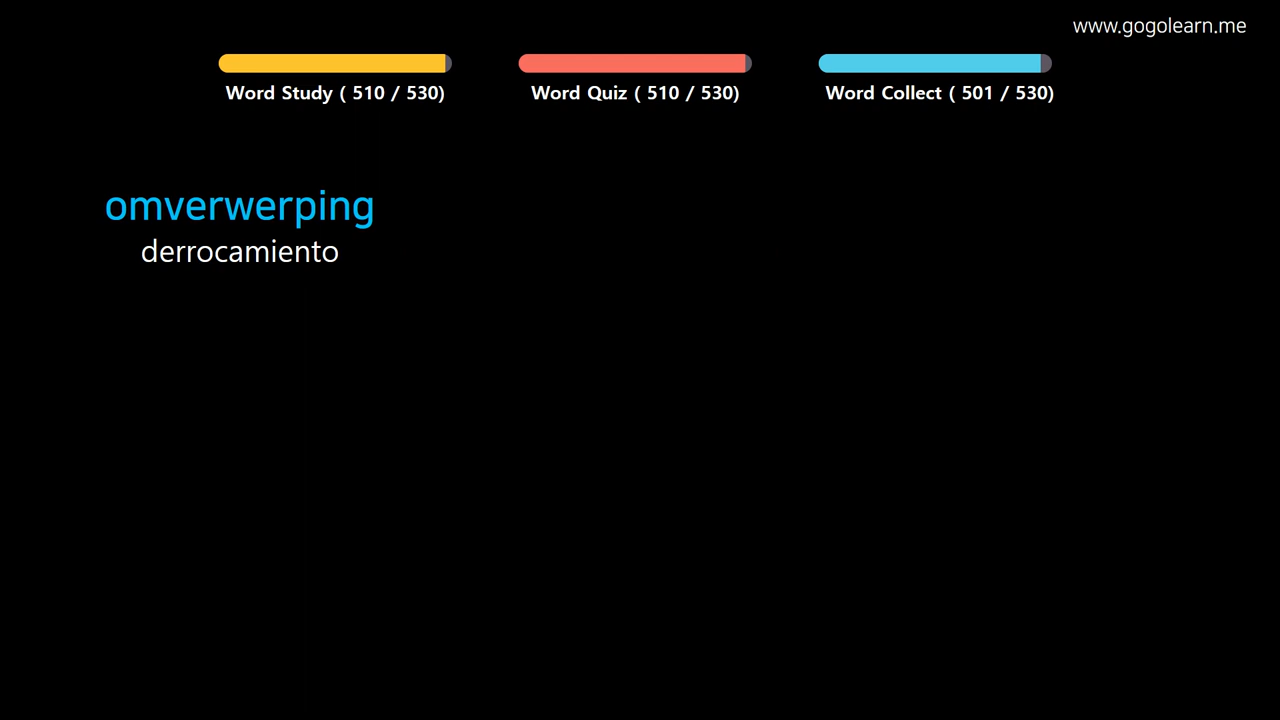 www.gogolearn.me
Word Study ( 510 / 530)
Word Quiz ( 510 / 530)
Word Collect ( 501 / 530)
omverwerping
derrocamiento